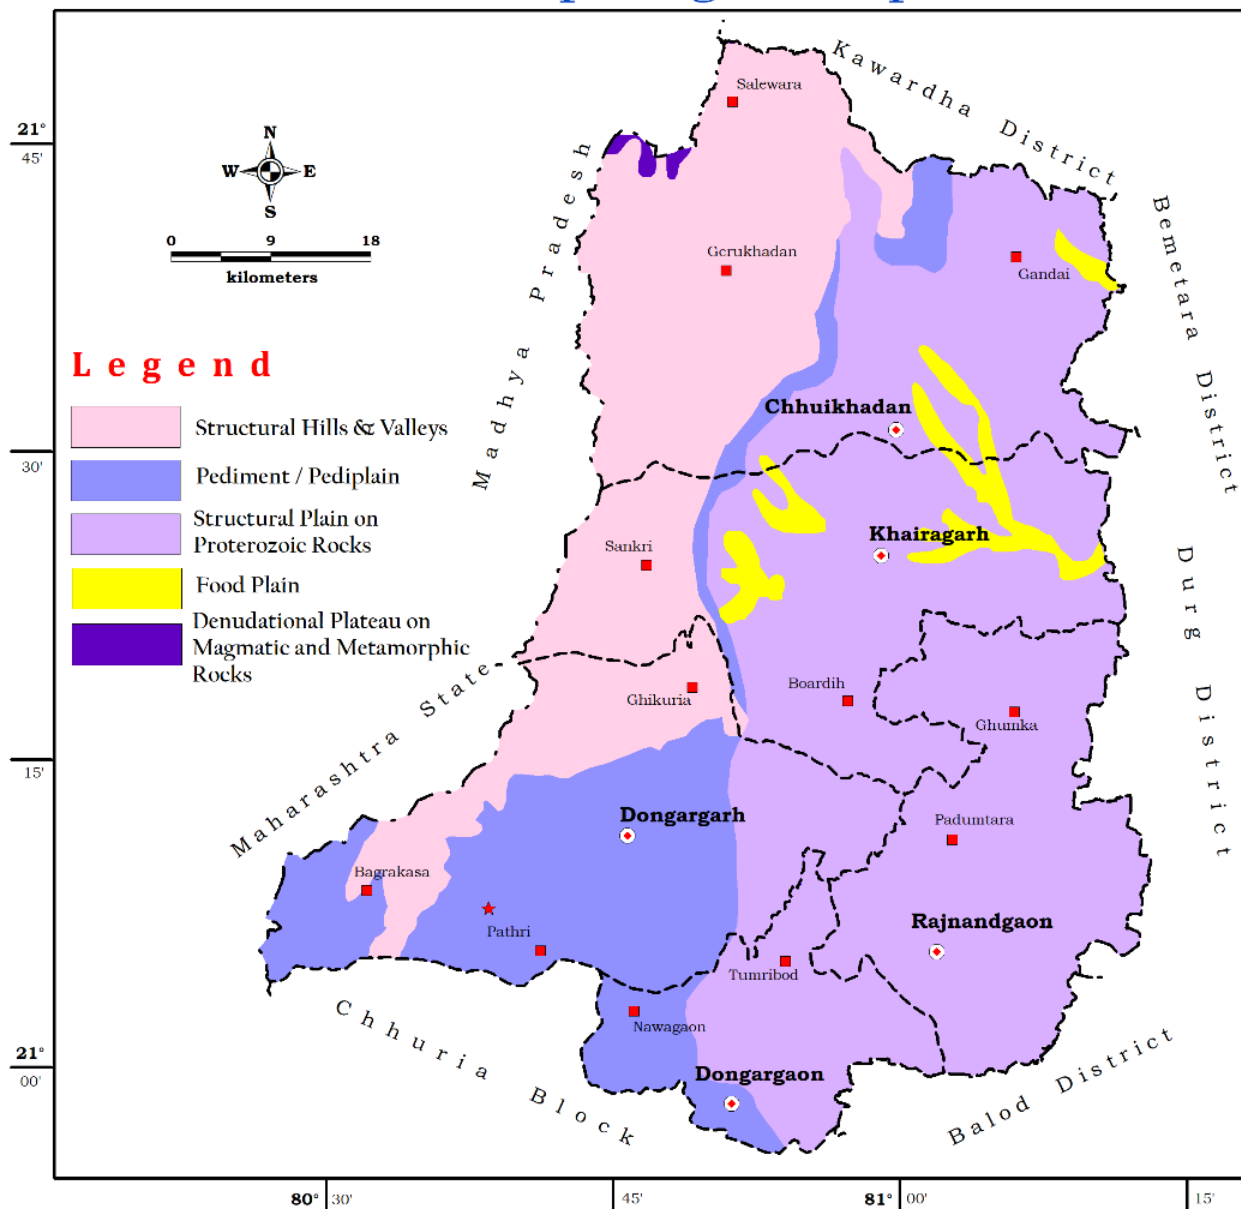 Kawardha District
Salewara
21°
45'
N
W E
S
0 9 18
kilometers
Madhya Pradesh
Bemetara District
Gerukhadan
Gandai
Legend
Structural Hills & Valleys
Pediment / Pediplain
Structural Plain on
Proterozoic Rocks
Food Plain
Denudational Plateau on
Magmatic and Metamorphic
Rocks
Chhuikhadan
30'
Khairagarh
Sankri
Durg District
Maharashtra State
Ghikuria
Boardih
Ghumka
15'
Dongargarh
Padumtara
Bagrakasa
Pathri
Rajnandgaon
Tumribod
Nawagaon
Chhuria Block
21°
00'
Dongargaon
Balod District
80° 30'
45'
81° 00'
15'